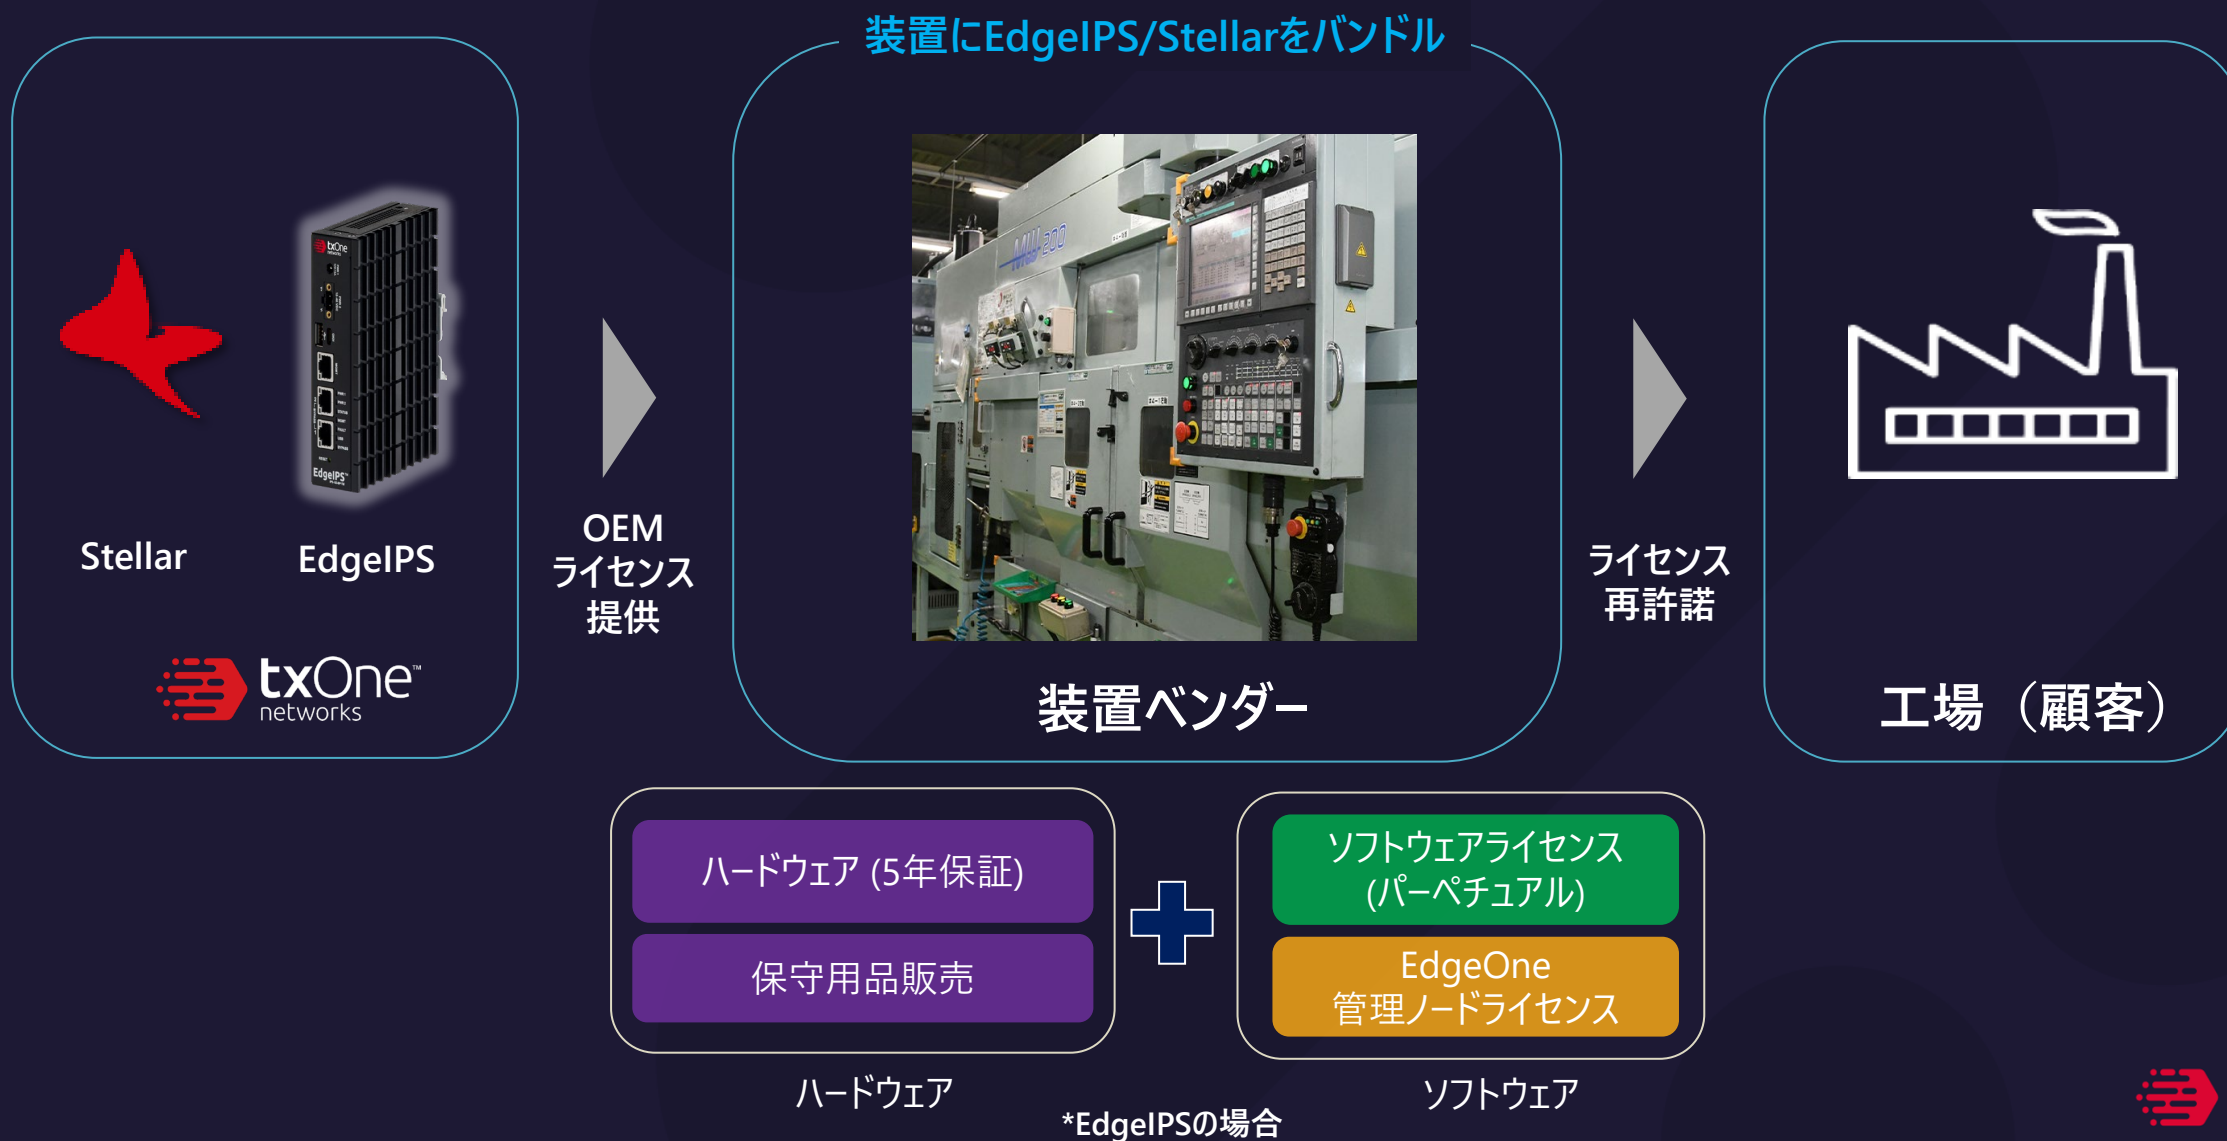 装置にEdgeIPS/Stellarをバンドル
txOne
networks
EdgeIPS
Stellar
EdgeIPS
txOne™
networks
OEM
ライセンス
提供
MW200
装置ベンダー
ライセンス
再許諾
工場（顧客）
ハードウェア (5年保証)
保守用品販売
ハードウェア
ソフトウェアライセンス
(パーペチュアル)
EdgeOne
管理ノードライセンス
ソフトウェア
*EdgeIPSの場合